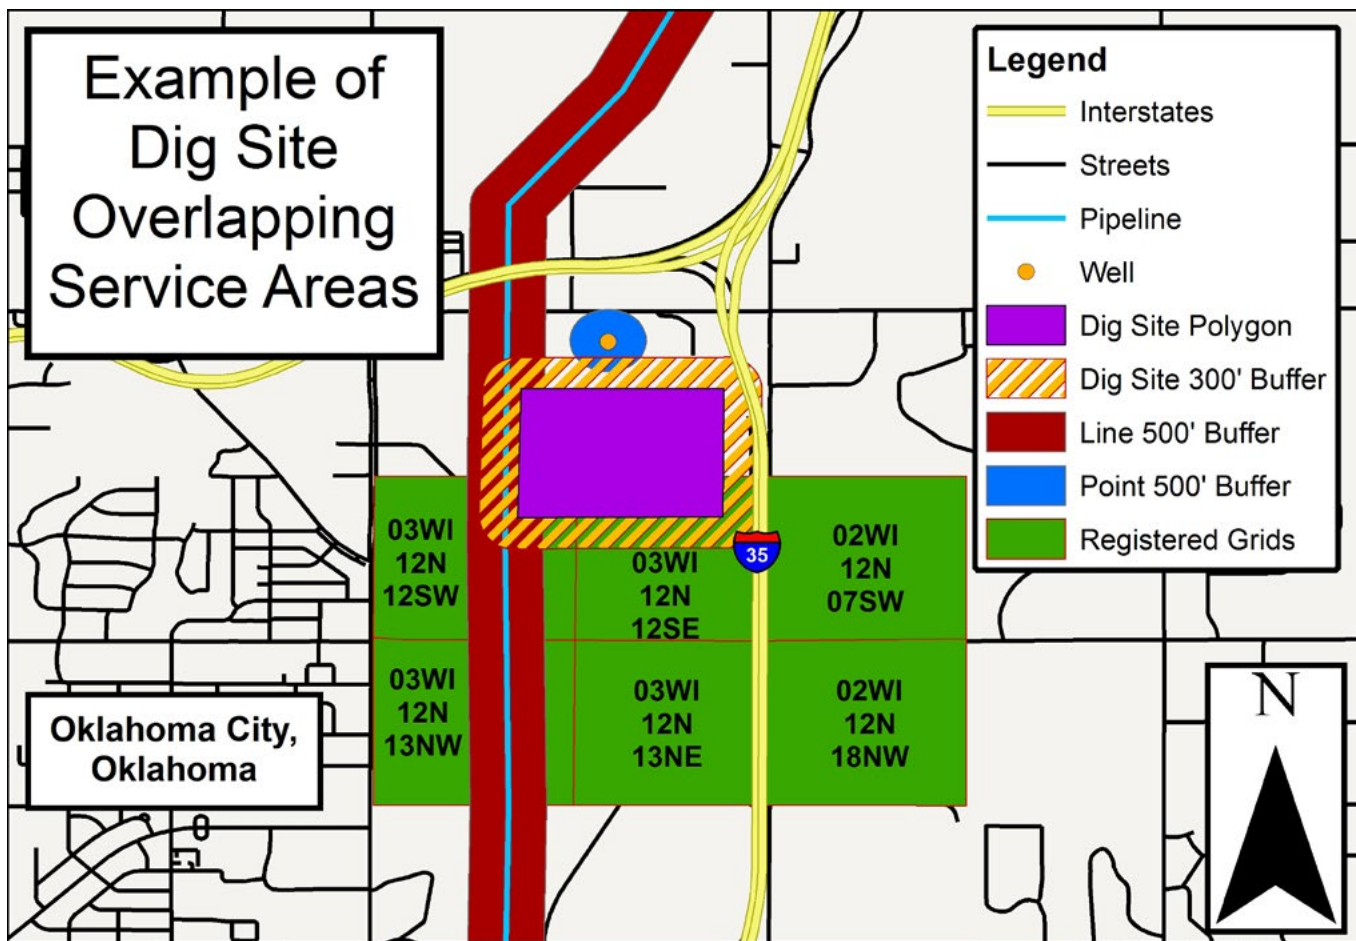 Example of
Dig Site
Overlapping
Service Areas
Legend
Interstates
Streets
Pipeline
Well
Dig Site Polygon
Dig Site 300' Buffer
Line 500' Buffer
Point 500' Buffer
Registered Grids
03WI
12N
12SW
03WI
12N
12SE
35
02WI
12N
07SW
03WI
12N
13NW
03WI
12N
13NE
02WI
12N
18NW
Oklahoma City,
Oklahoma
N